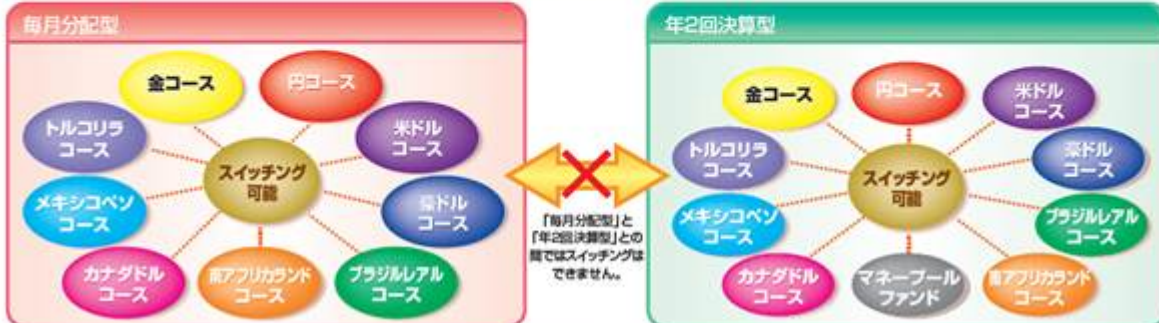 毎月分配型
金コース
円コース
トルコリラ
コース
米ドル
コース
スイッチング
可能
メキシコペソ
コース
豪ドル
コース
カナダドル
コース
南アフリカランド
コース
ブラジルレアル
コース
「毎月分配型」と
「年2回決算型」との
間ではスイッチングは
できません。
年2回決算型
金コース
円コース
米ドル
コース
トルコリラ
コース
豪ドル
コース
スイッチング
可能
メキシコペソ
コース
ブラジルレアル
コース
カナダドル
コース
マネープール
ファンド
南アフリカランド
コース